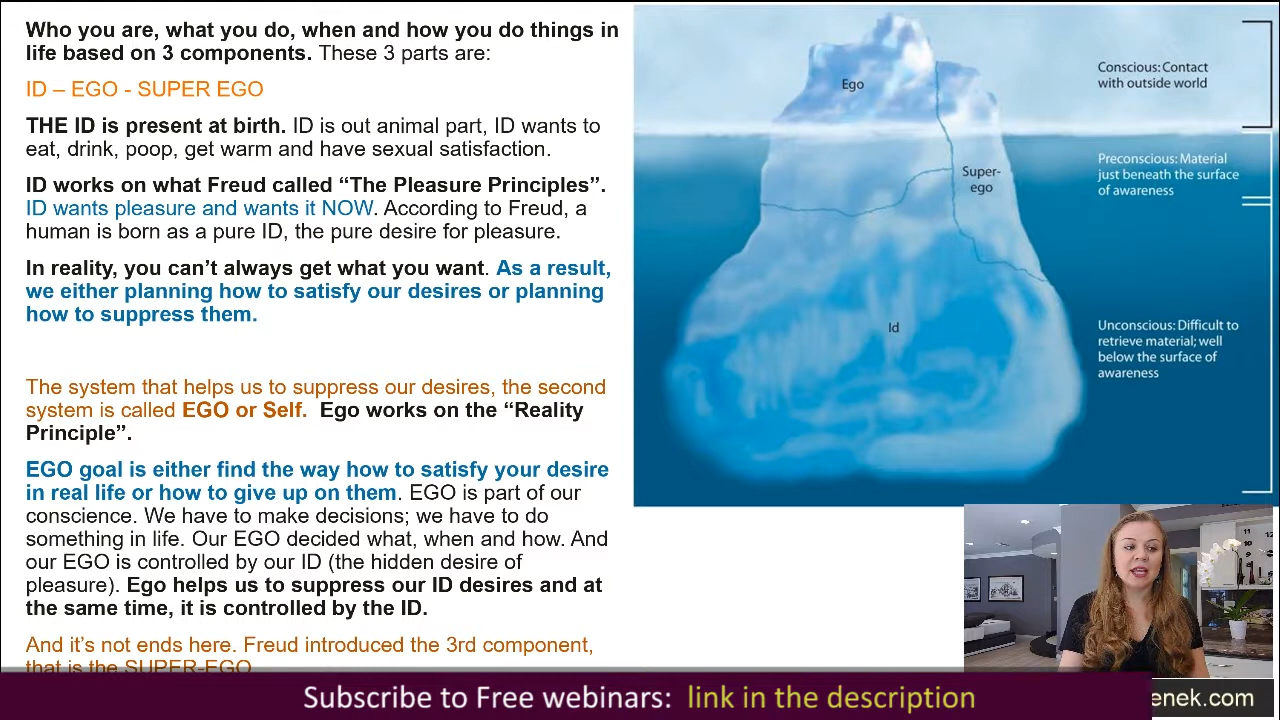 Who you are, what you do, when and how you do things in
life based on 3 components. These 3 parts are:
ID – EGO - SUPER EGO
THE ID is present at birth. ID is out animal part, ID wants to
eat, drink, poop, get warm and have sexual satisfaction.
ID works on what Freud called “The Pleasure Principles”.
ID wants pleasure and wants it NOW. According to Freud, a
human is born as a pure ID, the pure desire for pleasure.
In reality, you can’t always get what you want. As a result,
we either planning how to satisfy our desires or planning
how to suppress them.
The system that helps us to suppress our desires, the second
system is called EGO or Self. Ego works on the “Reality
Principle”.
EGO goal is either find the way how to satisfy your desire
in real life or how to give up on them. EGO is part of our
conscience. We have to make decisions; we have to do
something in life. Our EGO decided what, when and how. And
our EGO is controlled by our ID (the hidden desire of
pleasure). Ego helps us to suppress our ID desires and at
the same time, it is controlled by the ID.
And it’s not ends here. Freud introduced the 3rd component,
that is the SUPER-EGO
Ego
Super-
ego
Id
Conscious: Contact
with outside world
Preconscious: Material
just beneath the surface
of awareness
Unconscious: Difficult to
retrieve material; well
below the surface of
awareness
Subscribe to Free webinars: link in the description
enek.com